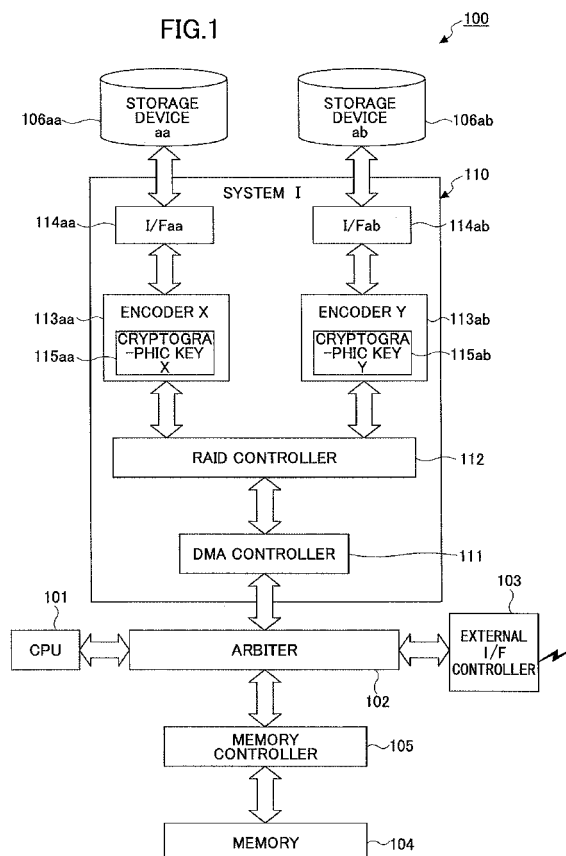 FIG.1
100
STORAGE
DEVICE
aa
106aa
STORAGE
DEVICE
ab
106ab
SYSTEM I
110
I/Faa
114aa
I/Fab
114ab
ENCODER X
113aa
CRYPTOGRA
-PHIC KEY
X
115aa
ENCODER Y
113ab
CRYPTOGRA
-PHIC KEY
Y
115ab
RAID CONTROLLER
112
DMA CONTROLLER
111
101
CPU
ARBITER
102
103
EXTERNAL
I/F
CONTROLLER
MEMORY
CONTROLLER
105
MEMORY
104